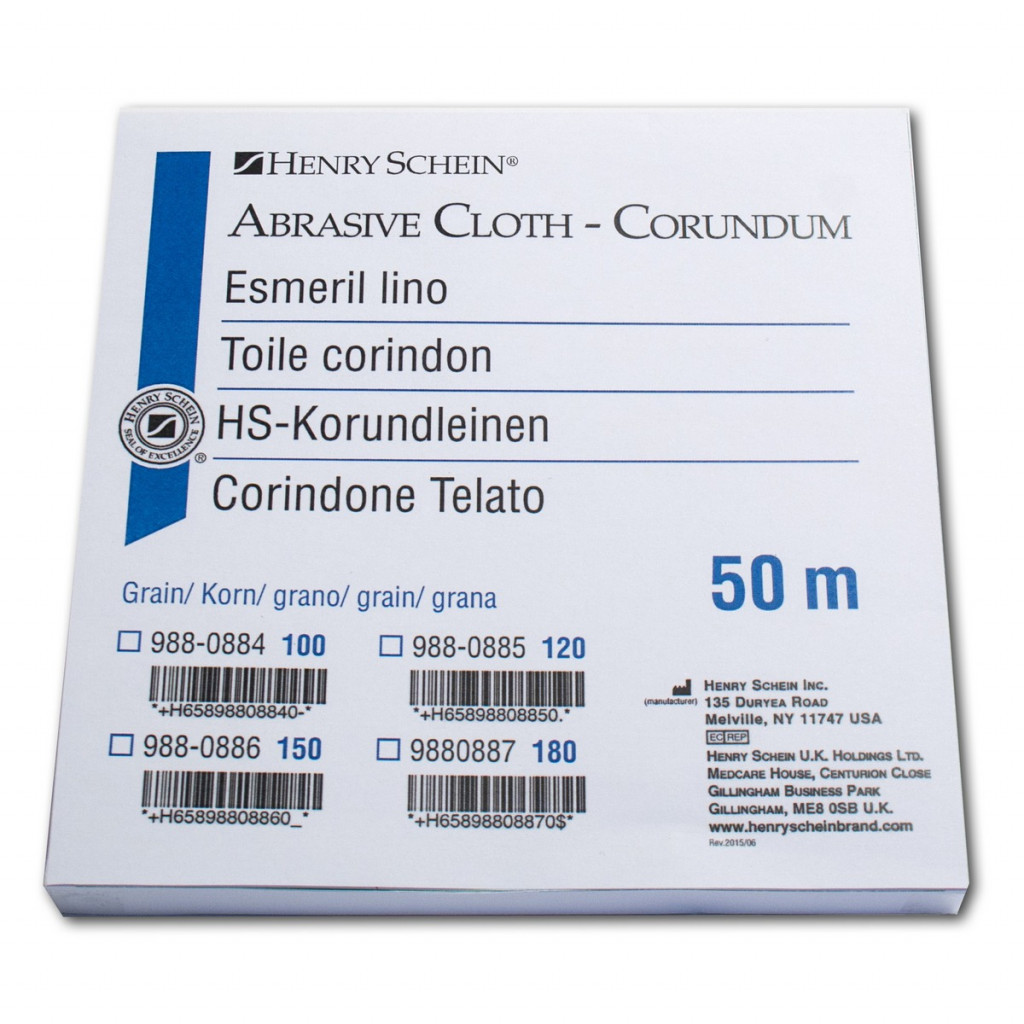 HENRY SCHEIN®
ABRASIVE CLOTH - CORUNDUM
Esmeril lino
Toile corindon
HENRY SCHEIN
SEAL OF EXCELLENCE
®
HS-Korundleinen
Corindone Telato
50 m
Grain/ Korn/ grano/ grain/ grana
988-0884 100
*+H65898808840-*
988-0885 120
*+H65898808850.*
988-0886 150
*+H65898808860_*
9880887 180
*+H65898808870$*
(manufacturer)
HENRY SCHEIN INC.
135 DURYEA ROAD
Melville, NY 11747 USA
EC REP
HENRY SCHEIN U.K. HOLDINGS LTD.
MEDCARE HOUSE, CENTURION CLOSE
GILLINGHAM BUSINESS PARK
GILLINGHAM, ME8 0SB U.K.
www.henryscheinbrand.com
Rev.2015/06